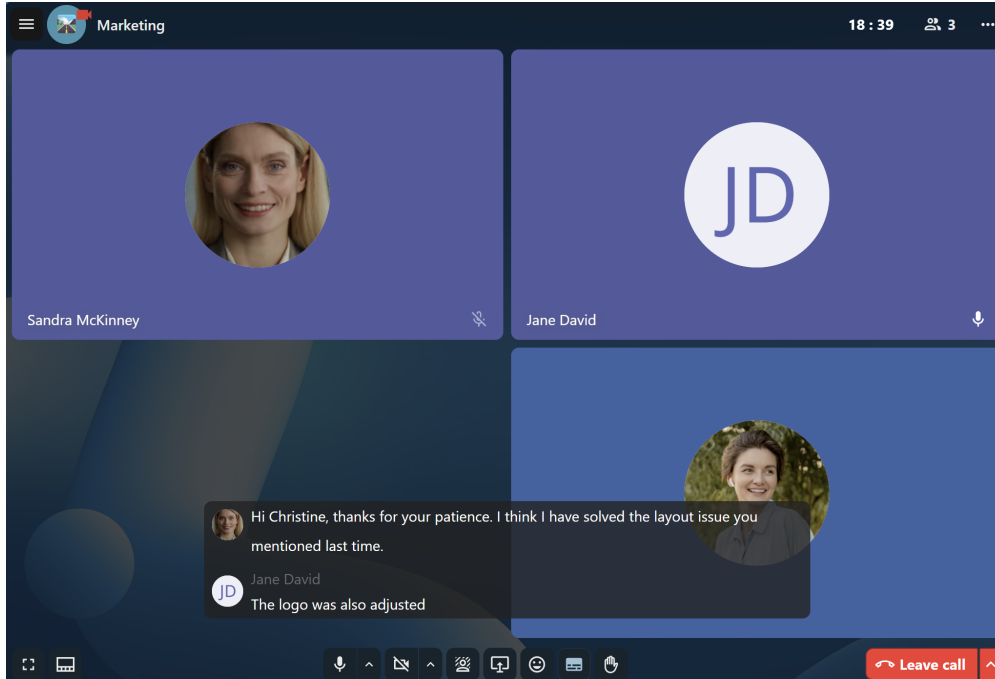 Marketing
18 : 39
3
JD
Sandra McKinney
Jane David
Hi Christine, thanks for your patience. I think I have solved the layout issue you
mentioned last time.
Jane David
JD
The logo was also adjusted
Leave call